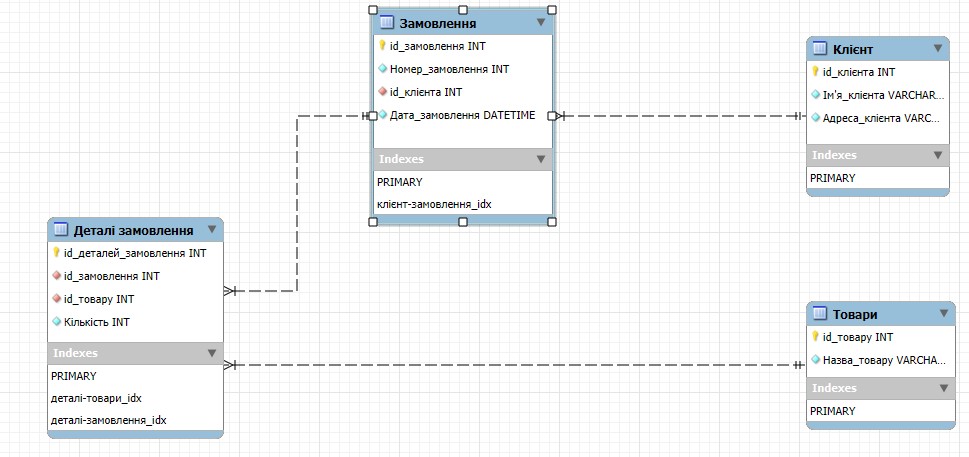 Замовлення
id_замовлення INT
Номер_замовлення INT
id_клієнта INT
Дата_замовлення DATETIME
Indexes
PRIMARY
клієнт-замовлення_idx
Клієнт
id_клієнта INT
Ім'я_клієнта VARCHAR...
Адреса_клієнта VARC...
Indexes
PRIMARY
Деталі замовлення
id_деталей_замовлення INT
id_замовлення INT
id_товару INT
Кількість INT
Indexes
PRIMARY
деталі-товари_idx
деталі-замовлення_idx
Товари
id_товару INT
Назва_товару VARCHA...
Indexes
PRIMARY